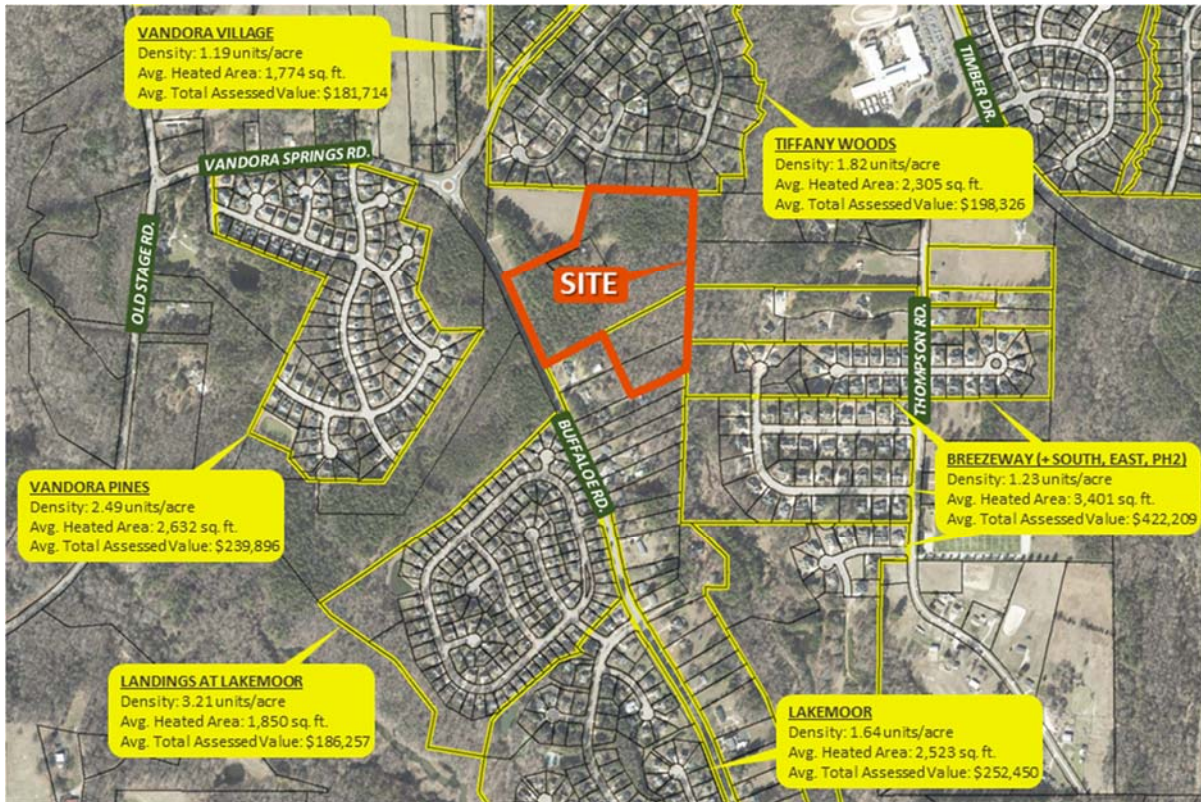 VANDORA VILLAGE
Density: 1.19 units/acre
Avg. Heated Area: 1,774 sq. ft.
Avg. Total Assessed Value: $181,714
TIMBER DR.
TIFFANY WOODS
Density: 1.82 units/acre
Avg. Heated Area: 2,305 sq. ft.
Avg. Total Assessed Value: $198,326
VANDORA SPRINGS RD.
OLD STAGE RD.
SITE
THOMPSON RD.
BUFFALOE RD.
BREEZEWAY (+ SOUTH, EAST, PH2)
Density: 1.23 units/acre
Avg. Heated Area: 3,401 sq. ft.
Avg. Total Assessed Value: $422,209
VANDORA PINES
Density: 2.49 units/acre
Avg. Heated Area: 2,632 sq. ft.
Avg. Total Assessed Value: $239,896
LANDINGS AT LAKEMOOR
Density: 3.21 units/acre
Avg. Heated Area: 1,850 sq. ft.
Avg. Total Assessed Value: $186,257
LAKEMOOR
Density: 1.64 units/acre
Avg. Heated Area: 2,523 sq. ft.
Avg. Total Assessed Value: $252,450